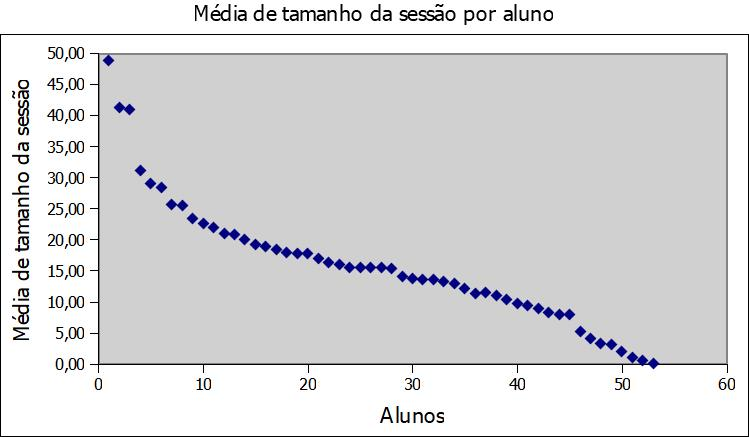 Média de tamanho da sessão por aluno
Média de tamanho da sessão
50,00
45,00
40,00
35,00
30,00
25,00
20,00
15,00
10,00
5,00
0,00
0 10 20 30 40 50 60
Alunos